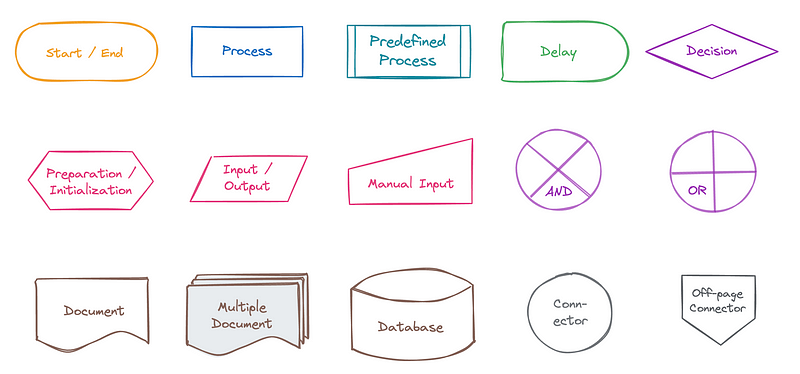 Start / End
Process
Predefined
Process
Delay
Decision
Preparation /
Initialization
Input /
Output
Manual Input
AND
OR
Document
Multiple
Document
Database
Conn-
ector
Off-page
Connector